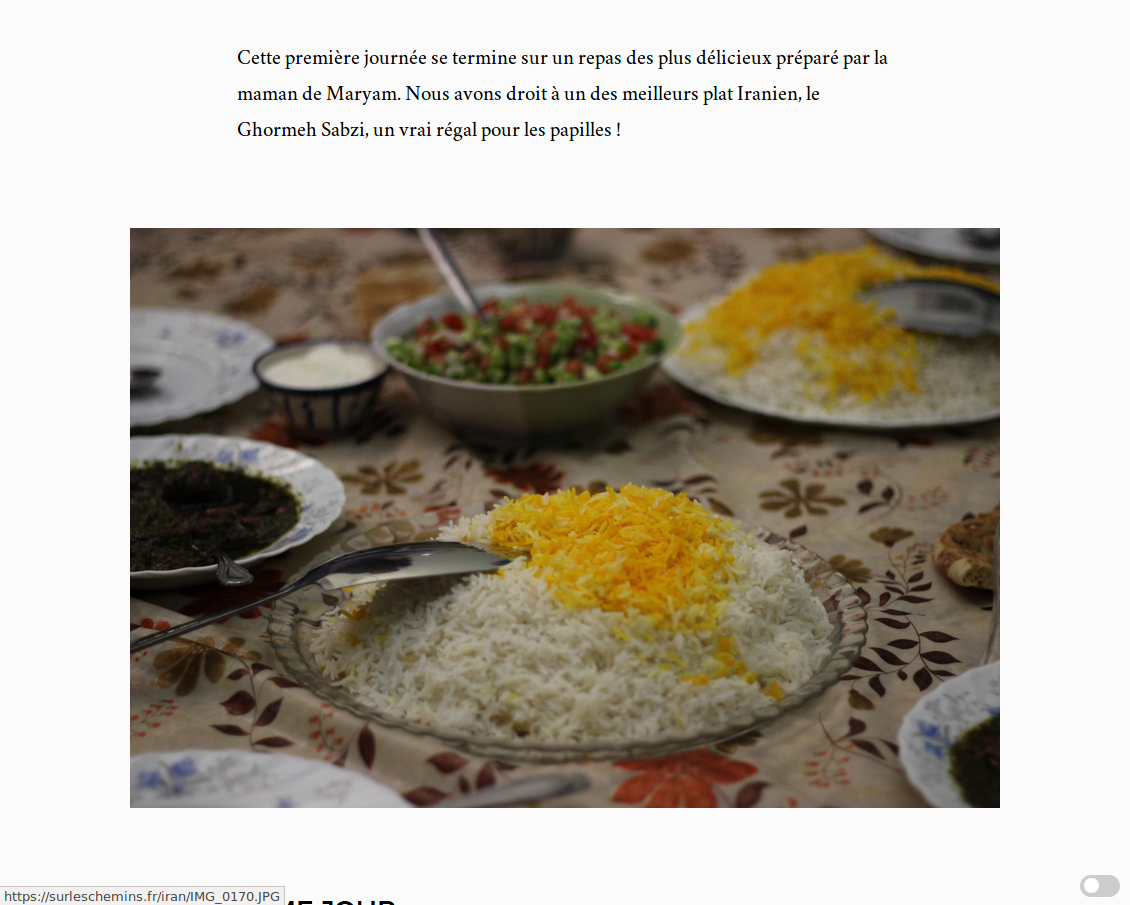 Cette première journée se termine sur un repas des plus délicieux préparé par la
maman de Maryam. Nous avons droit à un des meilleurs plat Iranien, le
Ghormeh Sabzi, un vrai régal pour les papilles !
https://surleschemins.fr/iran/IMG_0170.JPG
JOUR